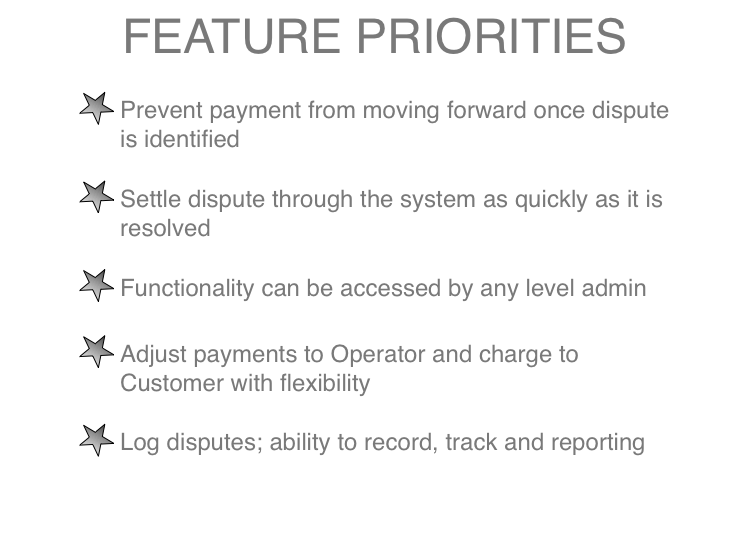 FEATURE PRIORITIES
Prevent payment from moving forward once dispute
is identified
Settle dispute through the system as quickly as it is
resolved
Functionality can be accessed by any level admin
Adjust payments to Operator and charge to
Customer with flexibility
Log disputes; ability to record, track and reporting